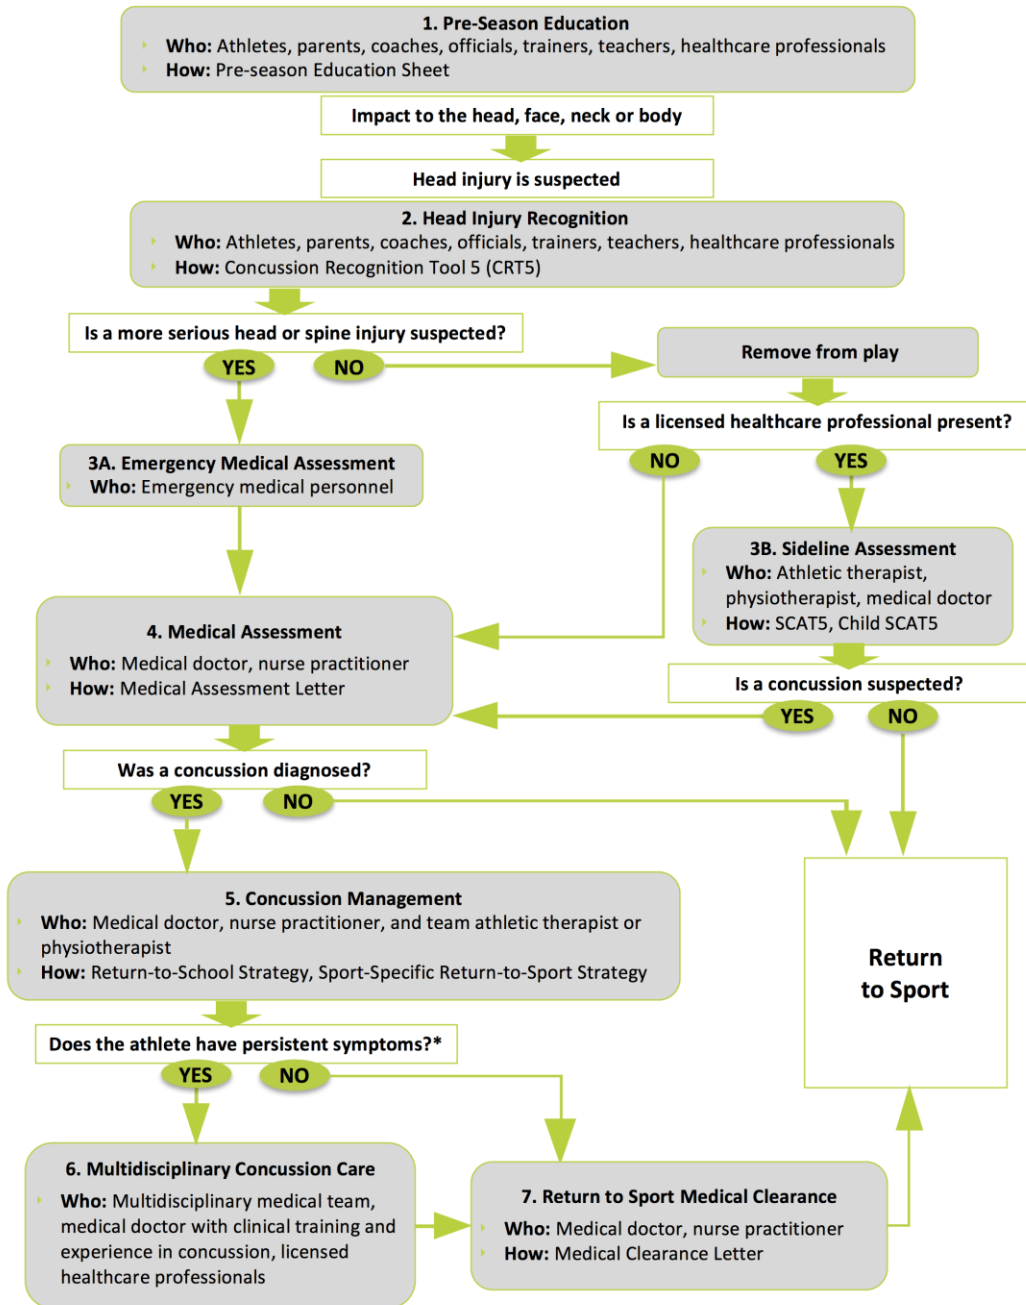 1. Pre-Season Education
Who: Athletes, parents, coaches, officials, trainers, teachers, healthcare professionals
How: Pre-season Education Sheet
Impact to the head, face, neck or body
Head injury is suspected
2. Head Injury Recognition
Who: Athletes, parents, coaches, officials, trainers, teachers, healthcare professionals
How: Concussion Recognition Tool 5 (CRT5)
Is a more serious head or spine injury suspected?
YES
NO
Remove from play
Is a licensed healthcare professional present?
NO
YES
3A. Emergency Medical Assessment
Who: Emergency medical personnel
3B. Sideline Assessment
Who: Athletic therapist,
physiotherapist, medical doctor
How: SCAT5, Child SCAT5
4. Medical Assessment
Who: Medical doctor, nurse practitioner
How: Medical Assessment Letter
Is a concussion suspected?
YES
NO
Was a concussion diagnosed?
YES
NO
5. Concussion Management
Who: Medical doctor, nurse practitioner, and team athletic therapist or
physiotherapist
How: Return-to-School Strategy, Sport-Specific Return-to-Sport Strategy
Return
to Sport
Does the athlete have persistent symptoms?*
YES
NO
6. Multidisciplinary Concussion Care
Who: Multidisciplinary medical team,
medical doctor with clinical training and
experience in concussion, licensed
healthcare professionals
7. Return to Sport Medical Clearance
Who: Medical doctor, nurse practitioner
How: Medical Clearance Letter